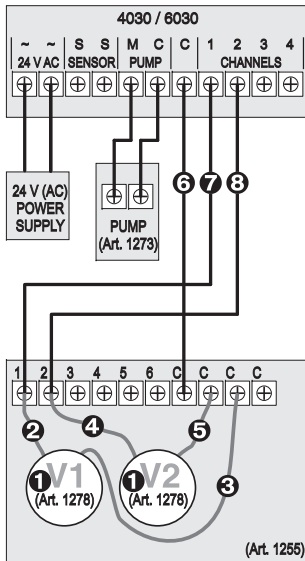 4030 / 6030
~ ~ S S M C C 1 2 3 4
24 V AC SENSOR PUMP CHANNELS
24 V (AC)
POWER
SUPPLY
PUMP
(Art. 1273)
6 7 8
1 2 3 4 5 6 C C C C
2 4 5
1 V1 1 V2
(Art. 1278) (Art. 1278)
3
(Art. 1255)